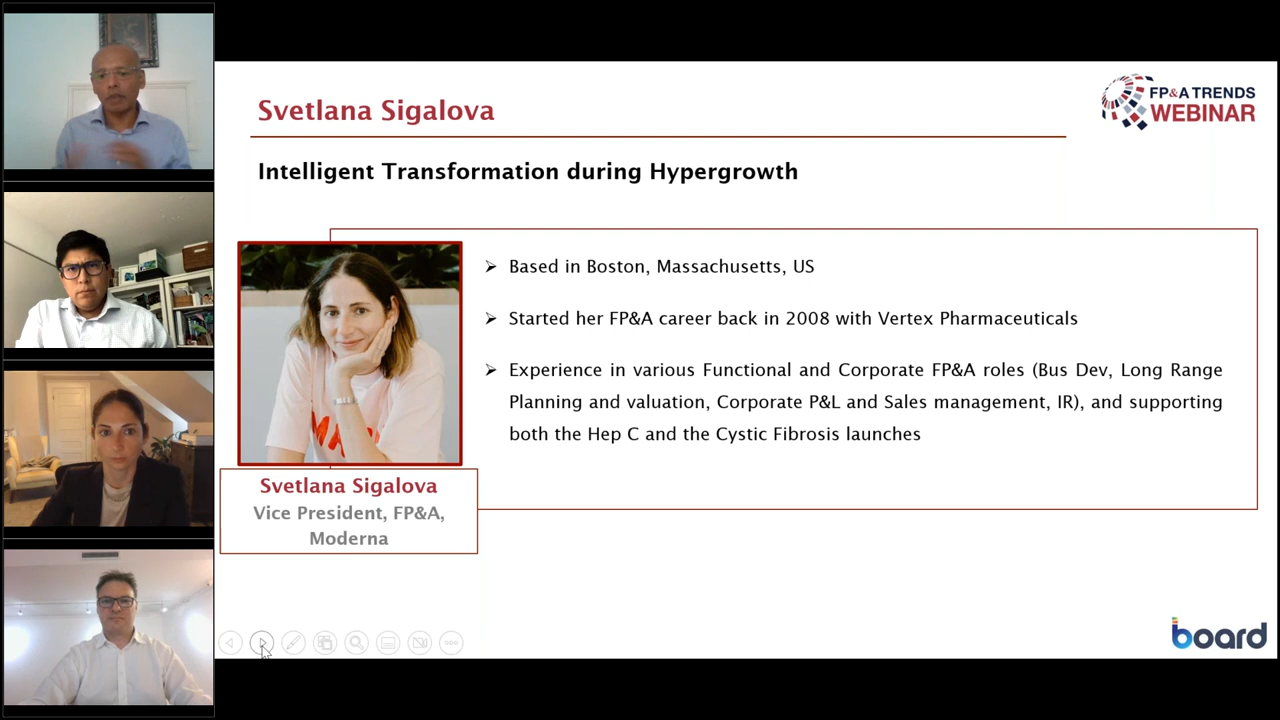 Svetlana Sigalova
FP&A TRENDS
WEBINAR
Intelligent Transformation during Hypergrowth
➢ Based in Boston, Massachusetts, US
➢ Started her FP&A career back in 2008 with Vertex Pharmaceuticals
➢ Experience in various Functional and Corporate FP&A roles (Bus Dev, Long Range
Planning and valuation, Corporate P&L and Sales management, IR), and supporting
both the Hep C and the Cystic Fibrosis launches
Svetlana Sigalova
Vice President, FP&A,
Moderna
board